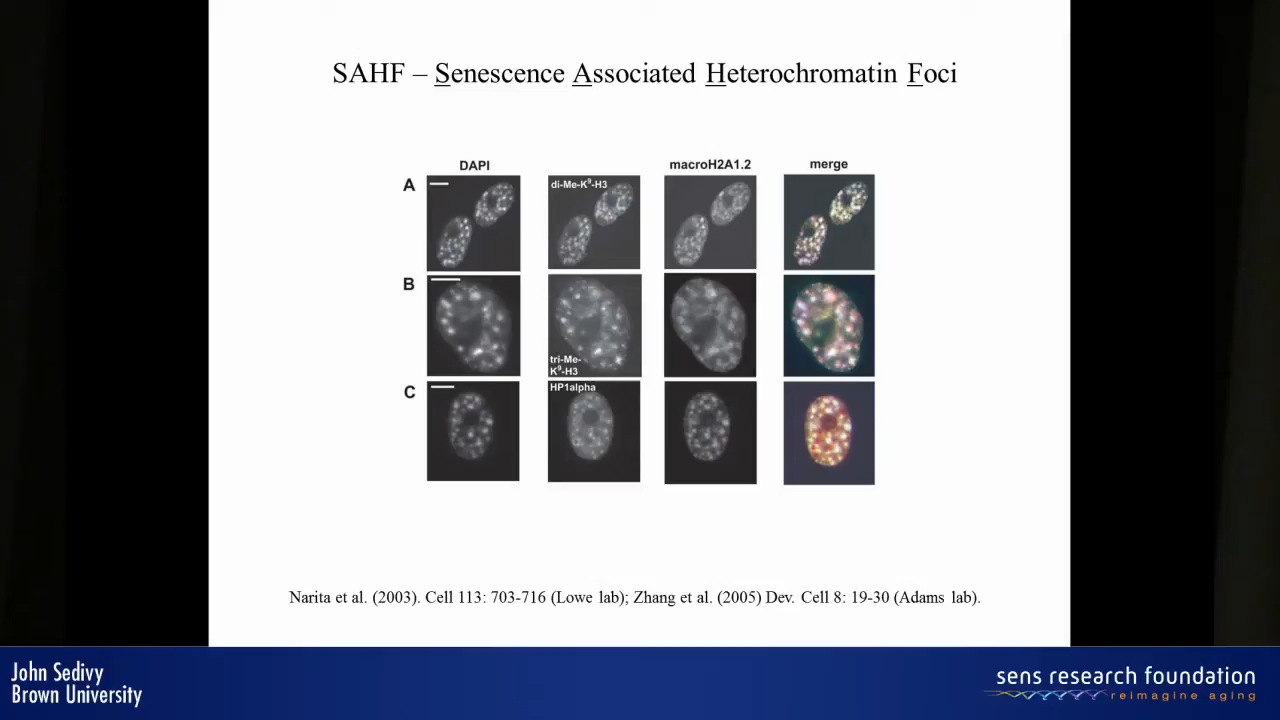 SAHF – Senescence Associated Heterochromatin Foci
DAPI
macroH2A1.2
merge
A
di-Me-K⁹-H3
B
tri-Me-
K⁹-H3
C
HP1alpha
Narita et al. (2003). Cell 113: 703-716 (Lowe lab); Zhang et al. (2005) Dev. Cell 8: 19-30 (Adams lab).
John Sedivy
Brown University
sens research foundation
reimagine aging